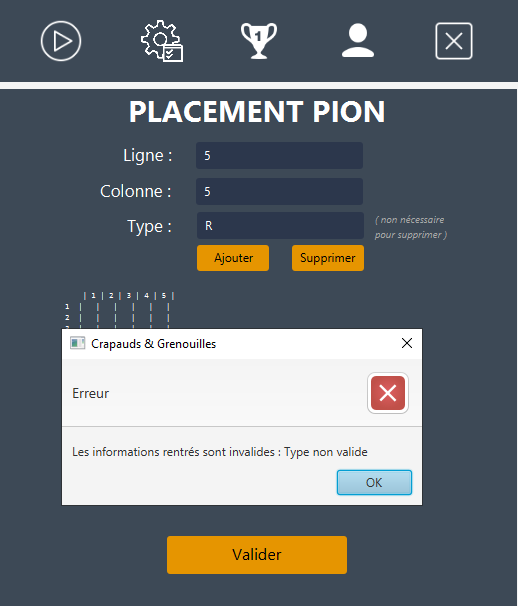 1
PLACEMENT PION
Ligne : 5
Colonne : 5
Type : R
( non nécessaire
pour supprimer )
Ajouter Supprimer
| 1 | 2 | 3 | 4 | 5 |
1 | | | | | |
2 | | | | | |
Crapauds & Grenouilles
Erreur
Les informations rentrés sont invalides : Type non valide
OK
Valider